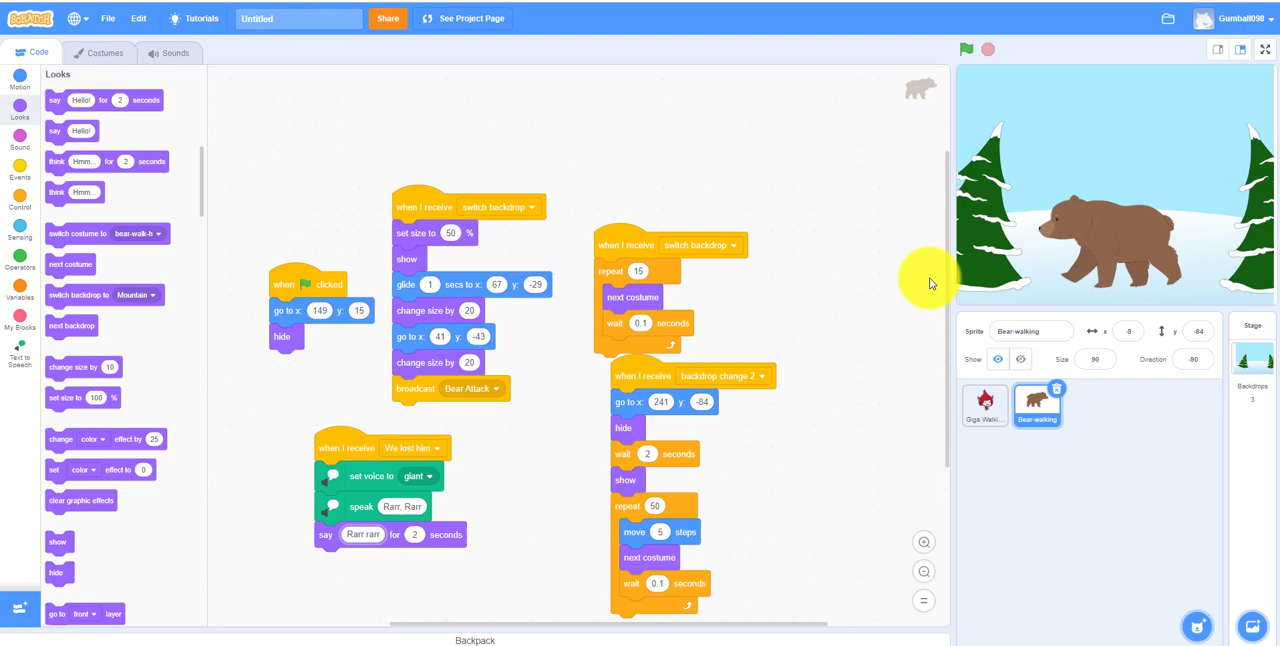 SCRATCH
File
Edit
Tutorials
Untitled
Share
See Project Page
Gumball098
Code
Costumes
Sounds
Motion
Looks
Sound
Events
Control
Sensing
Operators
Variables
My Blocks
Text to
Speech
Looks
say Hello! for 2 seconds
say Hello!
think Hmm... for 2 seconds
think Hmm...
switch costume to bear-walk-h
next costume
switch backdrop to Mountain
next backdrop
change size by 10
set size to 100 %
change color effect by 25
set color effect to 0
clear graphic effects
show
hide
go to front layer
when clicked
go to x: 149 y: 15
hide
when I receive switch backdrop
set size to 50 %
show
glide 1 secs to x: 67 y: -29
change size by 20
go to x: 41 y: -43
change size by 20
broadcast Bear Attack
when I receive We lost him
set voice to giant
speak Rarr, Rarr
say Rarr rarr for 2 seconds
when I receive switch backdrop
repeat 15
next costume
wait 0.1 seconds
when I receive backdrop change 2
go to x: 241 y: -84
hide
wait 2 seconds
show
repeat 50
move 5 steps
next costume
wait 0.1 seconds
Backpack
Sprite Bear-walking x -9 y -84
Show Size 90 Direction -90
Giga Walki...
Bear-walking
Stage
Backdrops
3